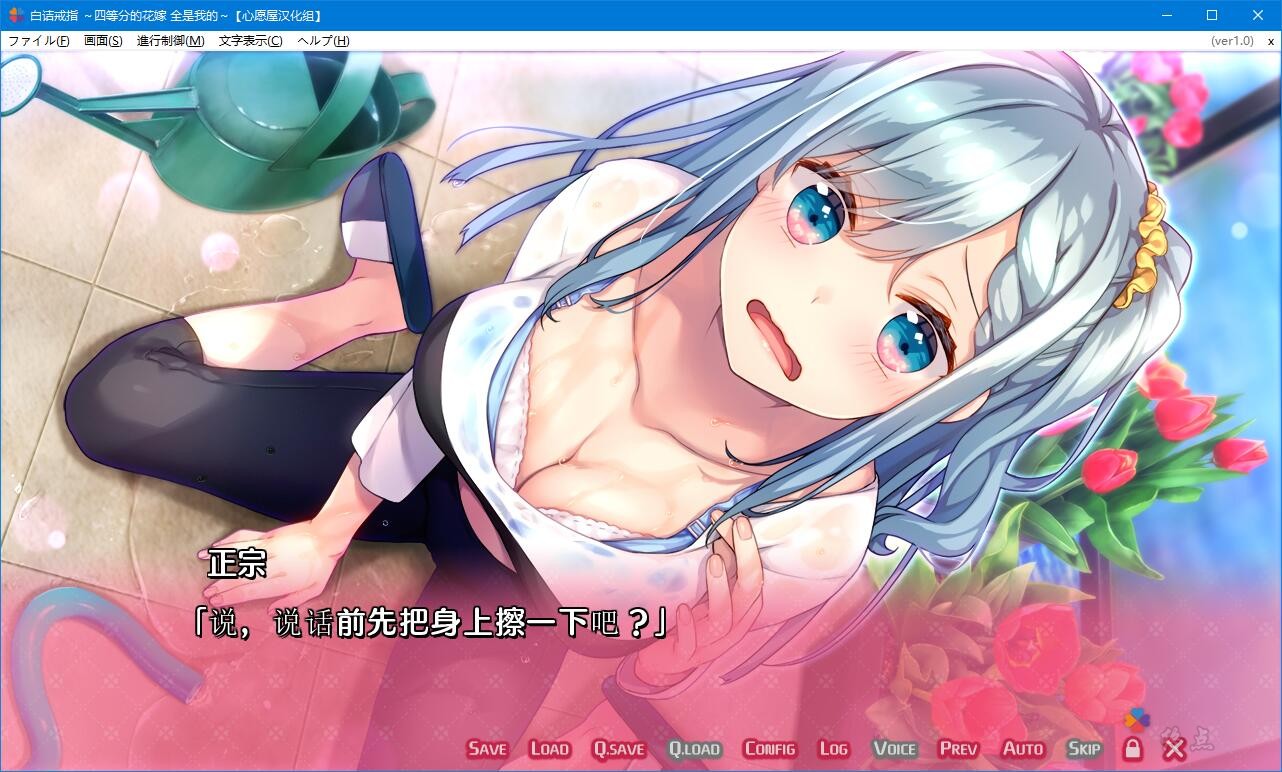 白诘戒指 ~四等分的花嫁 全是我的~【心愿屋汉化组】
ファイル(F) 画面(S) 進行制御(M) 文字表示(C) ヘルプ(H) (ver1.0) x
正宗
「说，说话前先把身上擦一下吧？」
SAVE LOAD Q.SAVE Q.LOAD CONFIG LOG VOICE PREV AUTO SKIP